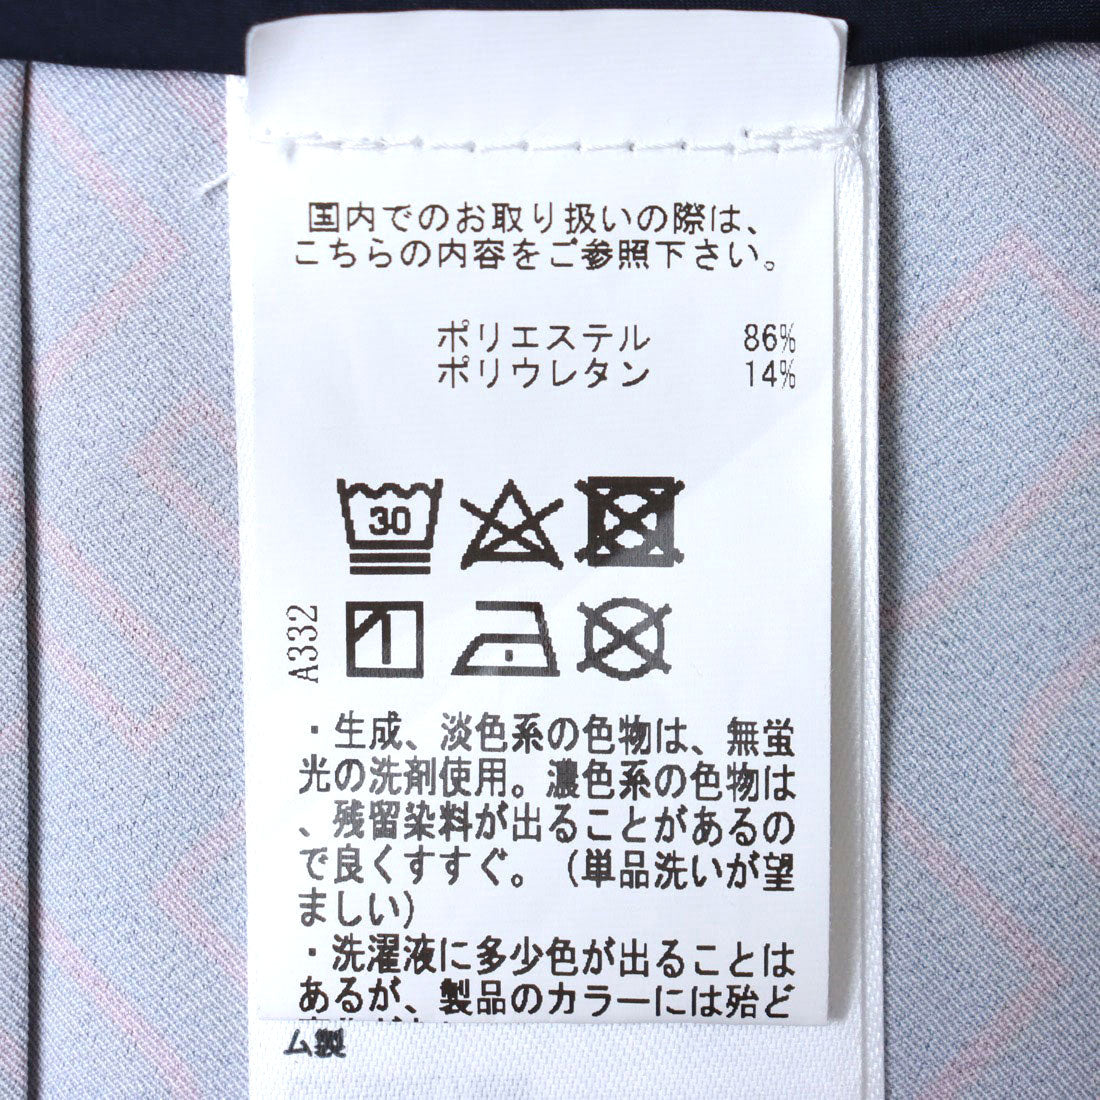 国内でのお取り扱いの際は、
こちらの内容をご参照下さい。
ポリエステル 86%
ポリウレタン 14%
30
A332
・生成、淡色系の色物は、無蛍
光の洗剤使用。濃色系の色物は
、残留染料が出ることがあるの
で良くすすぐ。（単品洗いが望
ましい）
・洗濯液に多少色が出ることは
あるが、製品のカラーには殆ど
ム製